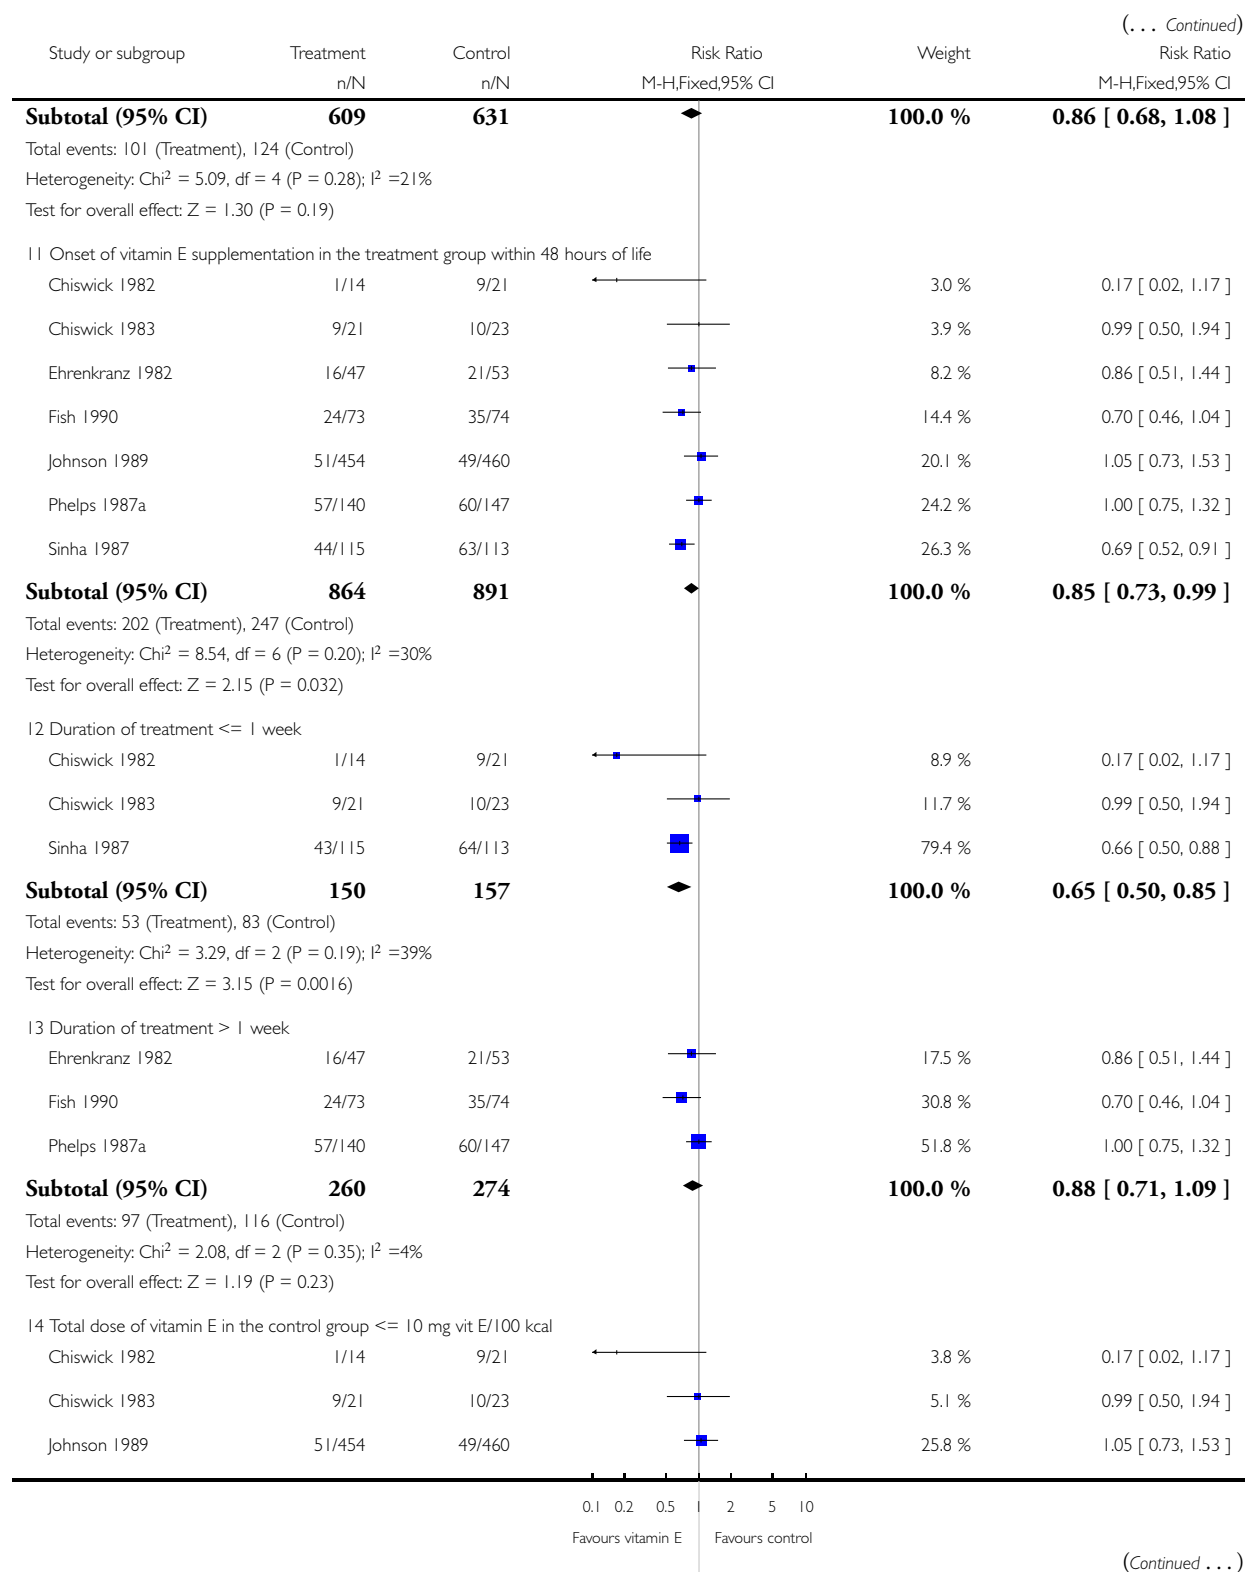 (... Continued)
Study or subgroup Treatment Control Risk Ratio Weight Risk Ratio
n/N n/N M-H,Fixed,95% CI M-H,Fixed,95% CI
Subtotal (95% CI) 609 631 100.0 % 0.86 [ 0.68, 1.08 ]
Total events: 101 (Treatment), 124 (Control)
Heterogeneity: Chi² = 5.09, df = 4 (P = 0.28); I² =21%
Test for overall effect: Z = 1.30 (P = 0.19)
11 Onset of vitamin E supplementation in the treatment group within 48 hours of life
Chiswick 1982 1/14 9/21 3.0 % 0.17 [ 0.02, 1.17 ]
Chiswick 1983 9/21 10/23 3.9 % 0.99 [ 0.50, 1.94 ]
Ehrenkranz 1982 16/47 21/53 8.2 % 0.86 [ 0.51, 1.44 ]
Fish 1990 24/73 35/74 14.4 % 0.70 [ 0.46, 1.04 ]
Johnson 1989 51/454 49/460 20.1 % 1.05 [ 0.73, 1.53 ]
Phelps 1987a 57/140 60/147 24.2 % 1.00 [ 0.75, 1.32 ]
Sinha 1987 44/115 63/113 26.3 % 0.69 [ 0.52, 0.91 ]
Subtotal (95% CI) 864 891 100.0 % 0.85 [ 0.73, 0.99 ]
Total events: 202 (Treatment), 247 (Control)
Heterogeneity: Chi² = 8.54, df = 6 (P = 0.20); I² =30%
Test for overall effect: Z = 2.15 (P = 0.032)
12 Duration of treatment <= 1 week
Chiswick 1982 1/14 9/21 8.9 % 0.17 [ 0.02, 1.17 ]
Chiswick 1983 9/21 10/23 11.7 % 0.99 [ 0.50, 1.94 ]
Sinha 1987 43/115 64/113 79.4 % 0.66 [ 0.50, 0.88 ]
Subtotal (95% CI) 150 157 100.0 % 0.65 [ 0.50, 0.85 ]
Total events: 53 (Treatment), 83 (Control)
Heterogeneity: Chi² = 3.29, df = 2 (P = 0.19); I² =39%
Test for overall effect: Z = 3.15 (P = 0.0016)
13 Duration of treatment > 1 week
Ehrenkranz 1982 16/47 21/53 17.5 % 0.86 [ 0.51, 1.44 ]
Fish 1990 24/73 35/74 30.8 % 0.70 [ 0.46, 1.04 ]
Phelps 1987a 57/140 60/147 51.8 % 1.00 [ 0.75, 1.32 ]
Subtotal (95% CI) 260 274 100.0 % 0.88 [ 0.71, 1.09 ]
Total events: 97 (Treatment), 116 (Control)
Heterogeneity: Chi² = 2.08, df = 2 (P = 0.35); I² =4%
Test for overall effect: Z = 1.19 (P = 0.23)
14 Total dose of vitamin E in the control group <= 10 mg vit E/100 kcal
Chiswick 1982 1/14 9/21 3.8 % 0.17 [ 0.02, 1.17 ]
Chiswick 1983 9/21 10/23 5.1 % 0.99 [ 0.50, 1.94 ]
Johnson 1989 51/454 49/460 25.8 % 1.05 [ 0.73, 1.53 ]
0.1 0.2 0.5 1 2 5 10
Favours vitamin E Favours control
(Continued ...)